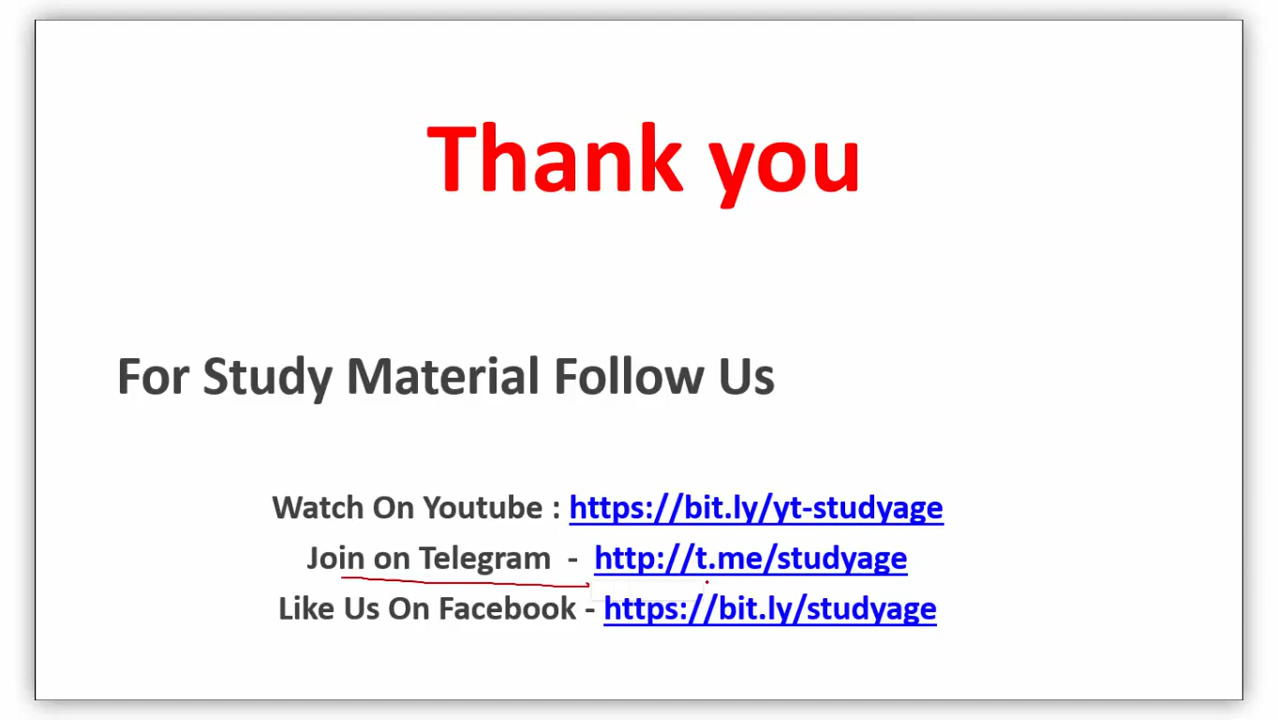 Thank you
For Study Material Follow Us
Watch On Youtube : https://bit.ly/yt-studyage
Join on Telegram - http://t.me/studyage
Like Us On Facebook - https://bit.ly/studyage